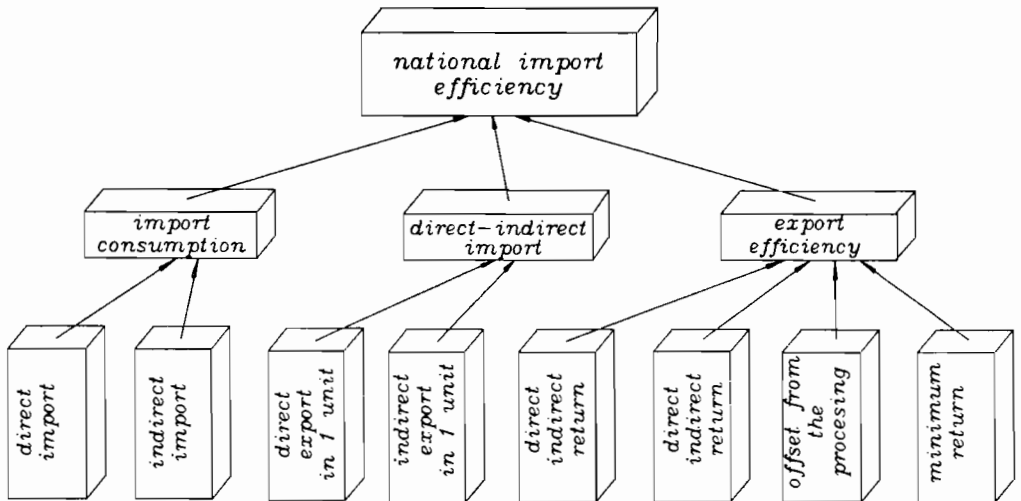 national import
efficiency
import
consumption
direct-indirect
import
export
efficiency
direct
import
indirect
import
direct
export
in 1 unit
indirect
export
in 1 unit
direct
indirect
return
direct
indirect
return
offset from
the
procesing
minimum
return